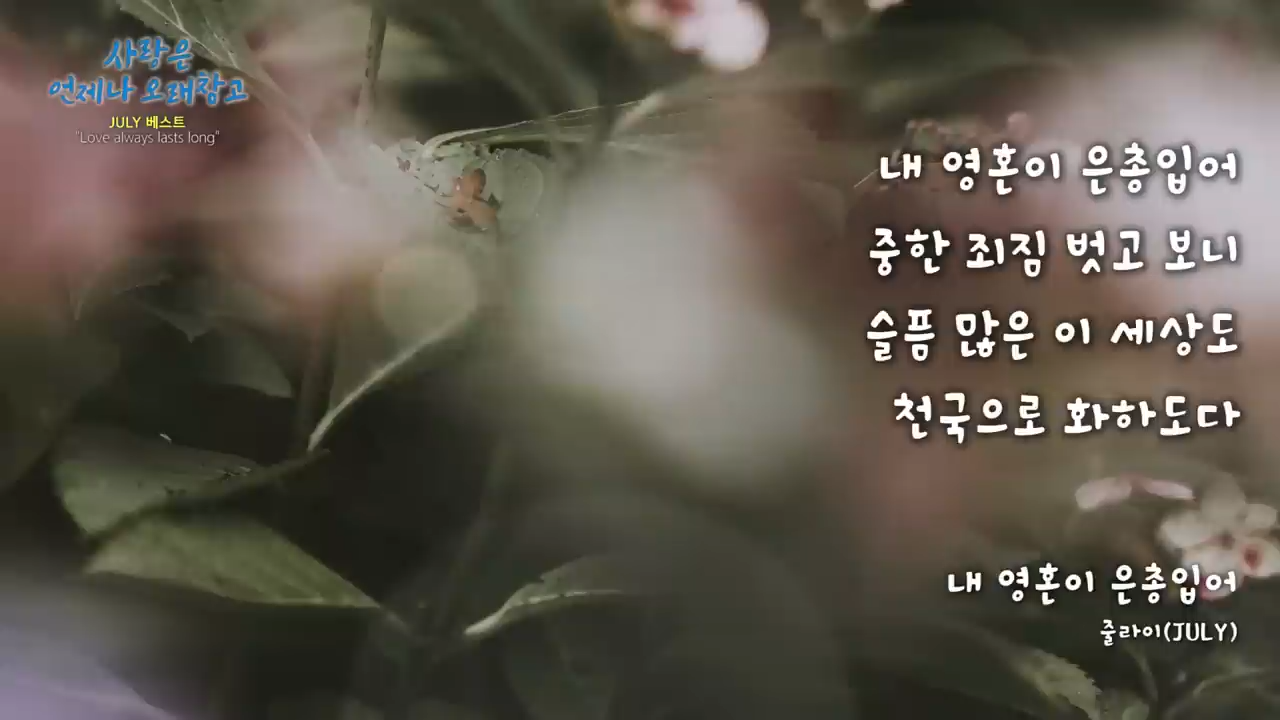 사랑은
언제나 오래참고
JULY 베스트
"Love always lasts long"
내 영혼이 은총입어
중한 죄짐 벗고 보니
슬픔 많은 이 세상도
천국으로 화하도다
내 영혼이 은총입어
줄라이(JULY)